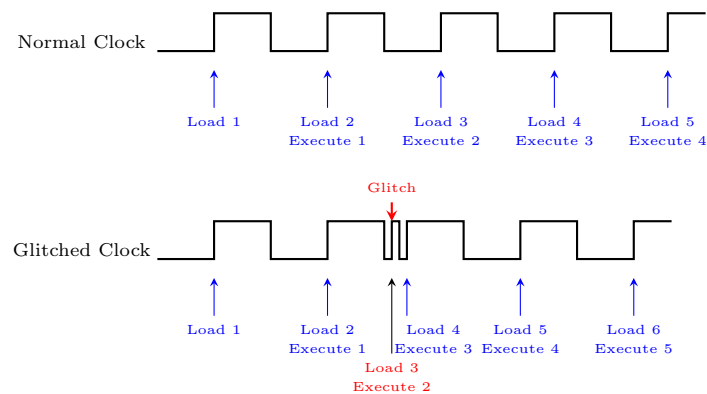 Normal Clock
Load 1
Load 2
Execute 1
Load 3
Execute 2
Load 4
Execute 3
Load 5
Execute 4
Glitch
Glitched Clock
Load 1
Load 2
Execute 1
Load 3
Execute 2
Load 4
Execute 3
Load 5
Execute 4
Load 6
Execute 5